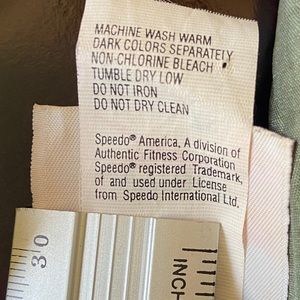 MACHINE WASH WARM
DARK COLORS SEPARATELY
NON-CHLORINE BLEACH
TUMBLE DRY LOW
DO NOT IRON
DO NOT DRY CLEAN
Speedo® America, A division of
Authentic Fitness Corporation
Speedo® registered Trademark,
of and used under License
from Speedo International Ltd.
30
INCH